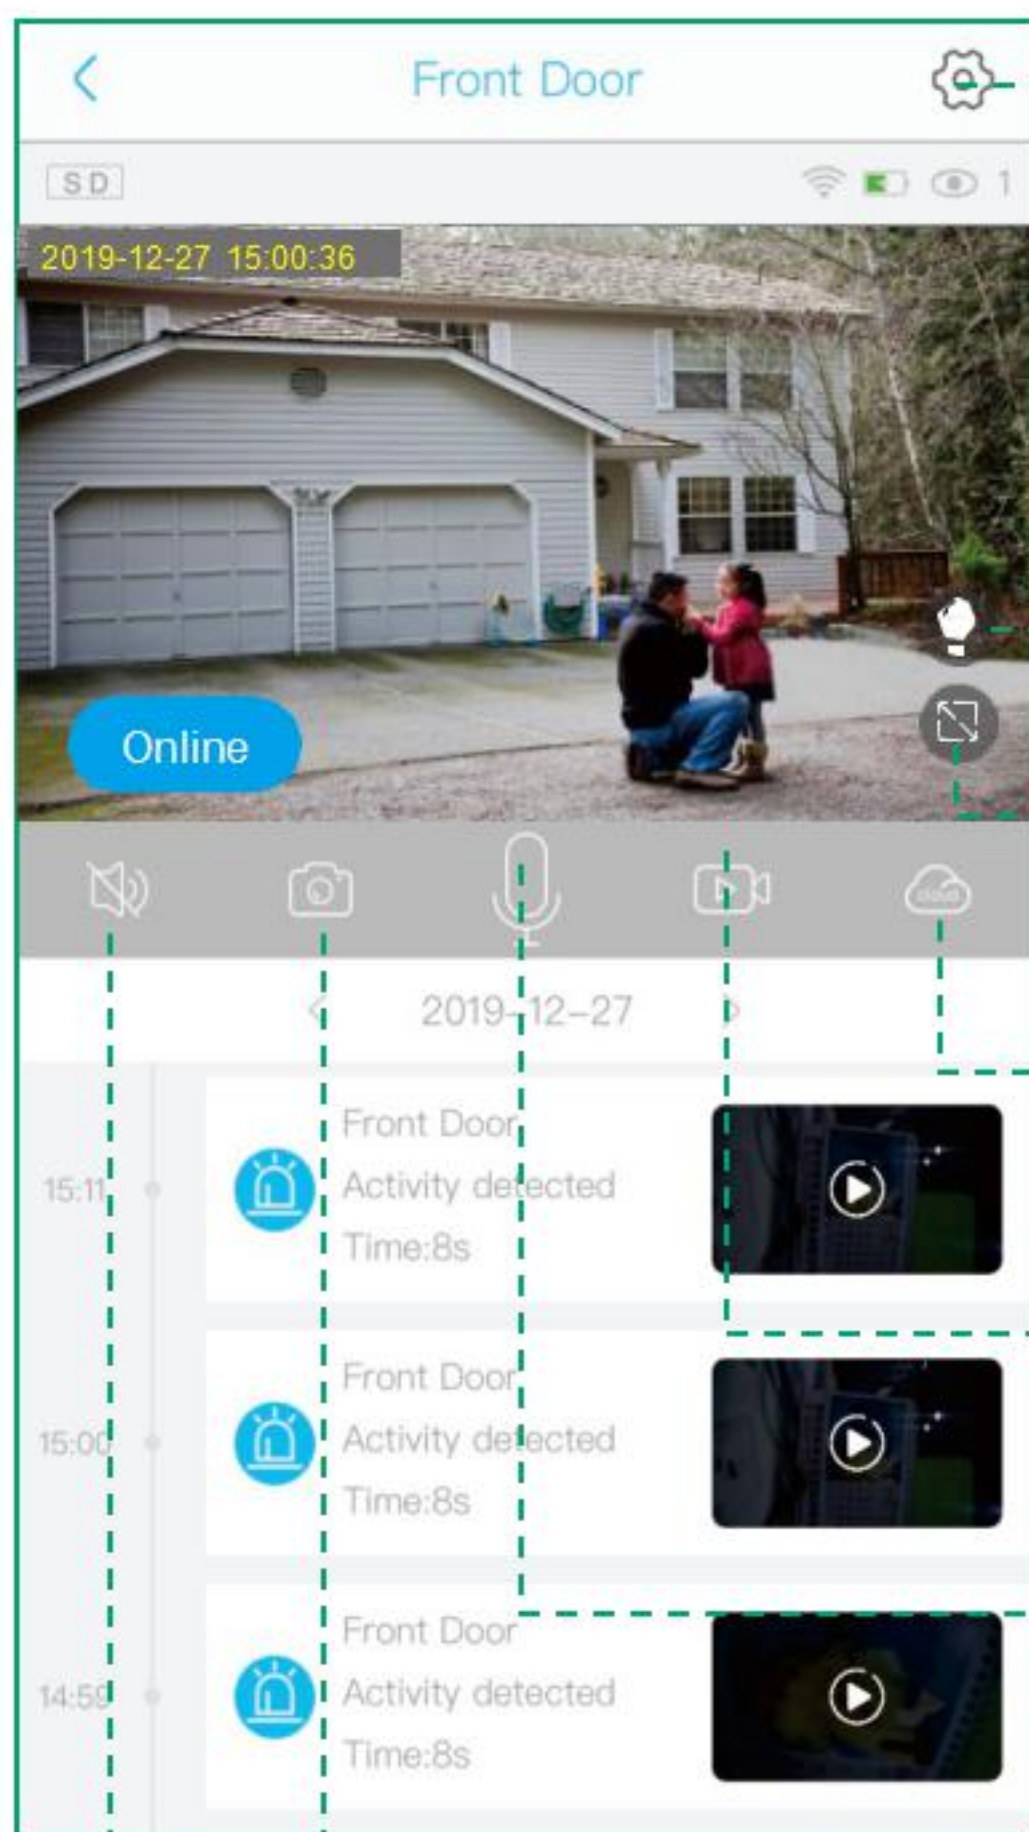 Front Door
SD
1
2019-12-27 15:00:36
Online
cloud
2019-12-27
Front Door
15:11
Activity detected
Time:8s
Front Door
15:00
Activity detected
Time:8s
Front Door
14:59
Activity detected
Time:8s